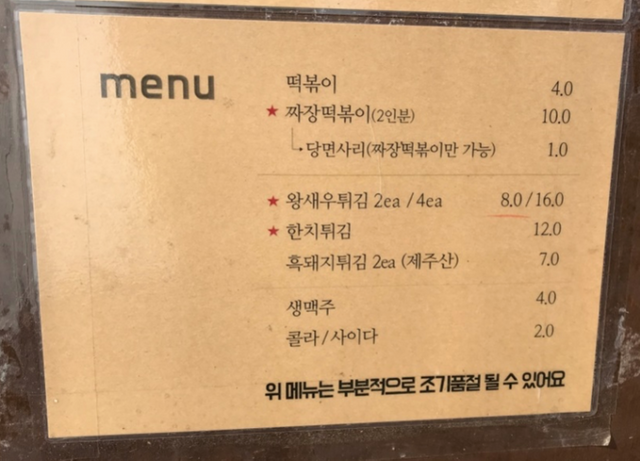 menu
떡볶이 4.0
★ 짜장떡볶이(2인분) 10.0
당면사리(짜장떡볶이만 가능) 1.0
★ 왕새우튀김 2ea / 4ea 8.0 / 16.0
★ 한치튀김 12.0
흑돼지튀김 2ea (제주산) 7.0
생맥주 4.0
콜라 / 사이다 2.0
위 메뉴는 부분적으로 조기품절 될 수 있어요